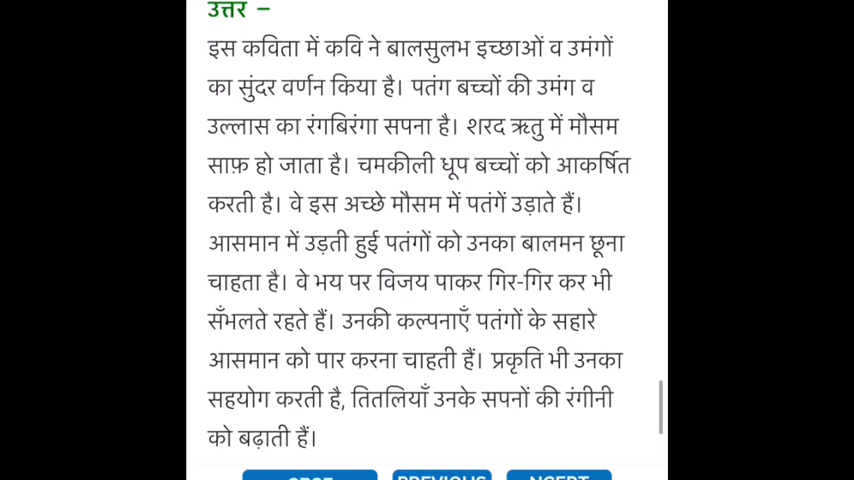 उत्तर –
इस कविता में कवि ने बालसुलभ इच्छाओं व उमंगों
का सुंदर वर्णन किया है। पतंग बच्चों की उमंग व
उल्लास का रंगबिरंगा सपना है। शरद ऋतु में मौसम
साफ़ हो जाता है। चमकीली धूप बच्चों को आकर्षित
करती है। वे इस अच्छे मौसम में पतंगें उड़ाते हैं।
आसमान में उड़ती हुई पतंगों को उनका बालमन छूना
चाहता है। वे भय पर विजय पाकर गिर-गिर कर भी
सँभलते रहते हैं। उनकी कल्पनाएँ पतंगों के सहारे
आसमान को पार करना चाहती हैं। प्रकृति भी उनका
सहयोग करती है, तितलियाँ उनके सपनों की रंगीनी
को बढ़ाती हैं।
CBSE PREVIOUS NCERT